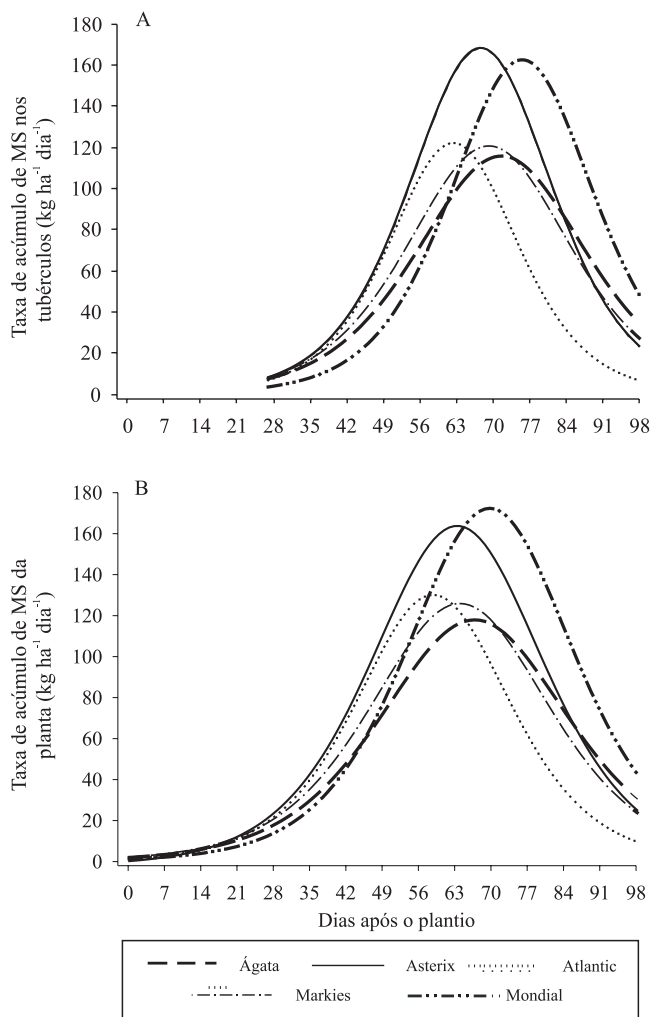 A
Taxa de acúmulo de MS nos
tubérculos (kg ha⁻¹ dia⁻¹)
180
160
140
120
100
80
60
40
20
0
0 7 14 21 28 35 42 49 56 63 70 77 84 91 98
B
Taxa de acúmulo de MS da
planta (kg ha⁻¹ dia⁻¹)
180
160
140
120
100
80
60
40
20
0
0 7 14 21 28 35 42 49 56 63 70 77 84 91 98
Dias após o plantio
Ágata Asterix Atlantic
Markies Mondial